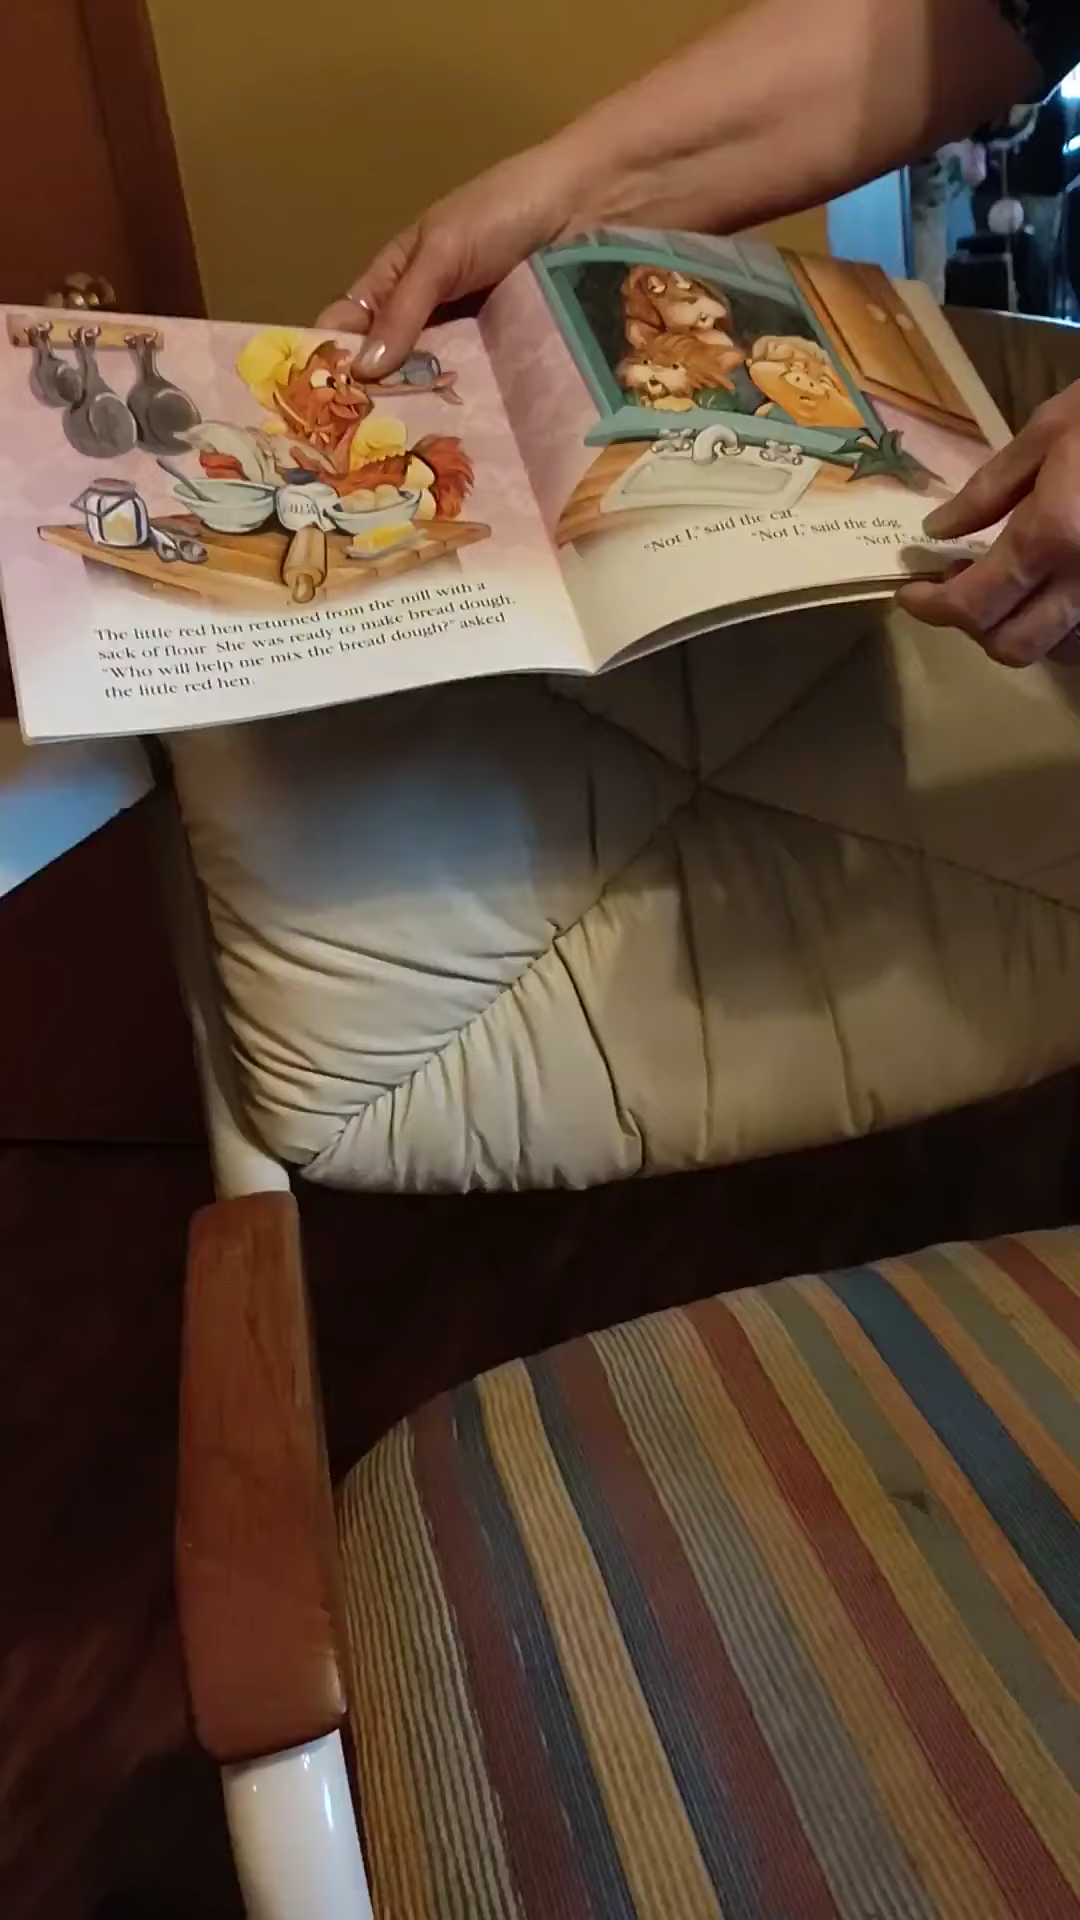 The little red hen returned from the mill with a
sack of flour. She was ready to make bread dough.
"Who will help me mix the bread dough?" asked
the little red hen.
"Not I," said the cat.
"Not I," said the dog.
"Not I," said